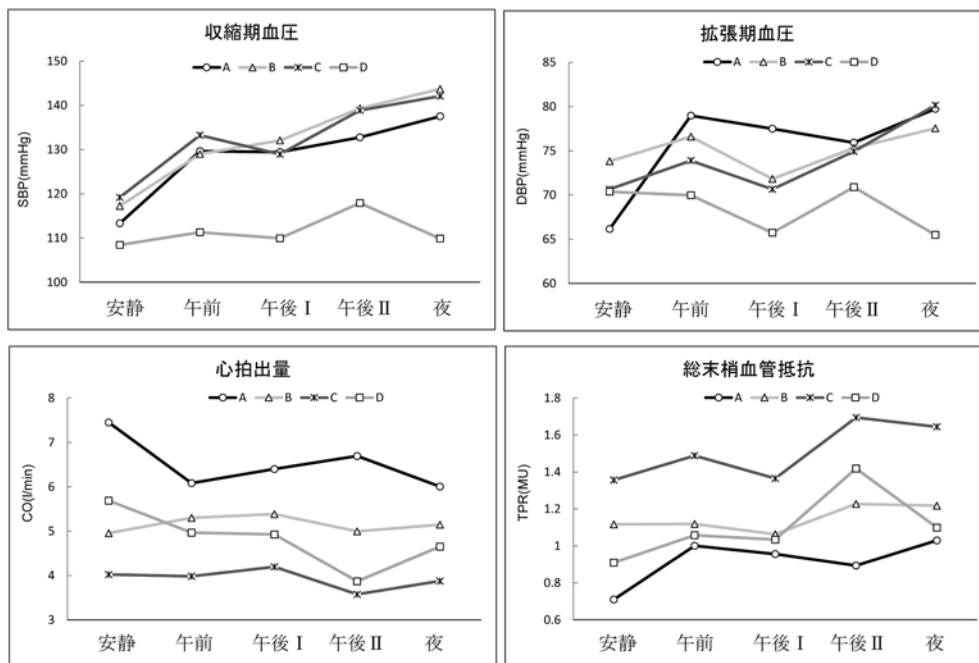 収縮期血圧
A B C D
150
140
130
120
110
100
SBP(mmHg)
安静 午前 午後Ⅰ 午後Ⅱ 夜
拡張期血圧
A B C D
85
80
75
70
65
60
DBP(mmHg)
安静 午前 午後Ⅰ 午後Ⅱ 夜
心拍出量
A B C D
8
7
6
5
4
3
CO(l/min)
安静 午前 午後Ⅰ 午後Ⅱ 夜
総末梢血管抵抗
A B C D
1.8
1.6
1.4
1.2
1
0.8
0.6
TPR(MU)
安静 午前 午後Ⅰ 午後Ⅱ 夜